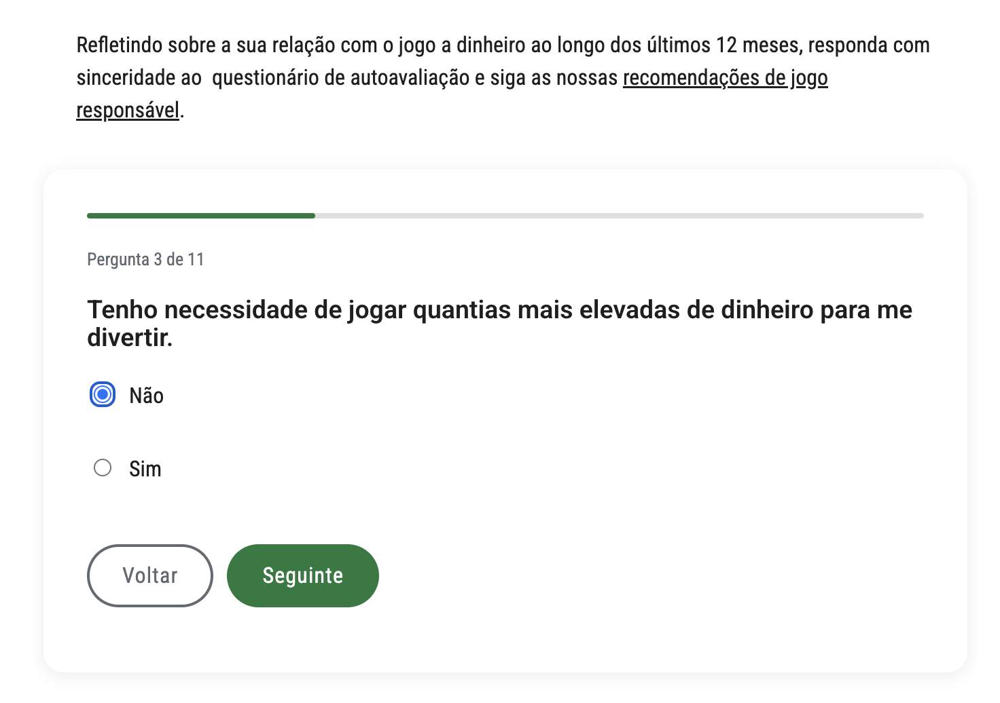 Refletindo sobre a sua relação com o jogo a dinheiro ao longo dos últimos 12 meses, responda com
sinceridade ao  questionário de autoavaliação e siga as nossas recomendações de jogo
responsável.
Pergunta 3 de 11
Tenho necessidade de jogar quantias mais elevadas de dinheiro para me
divertir.
Não
Sim
Voltar
Seguinte